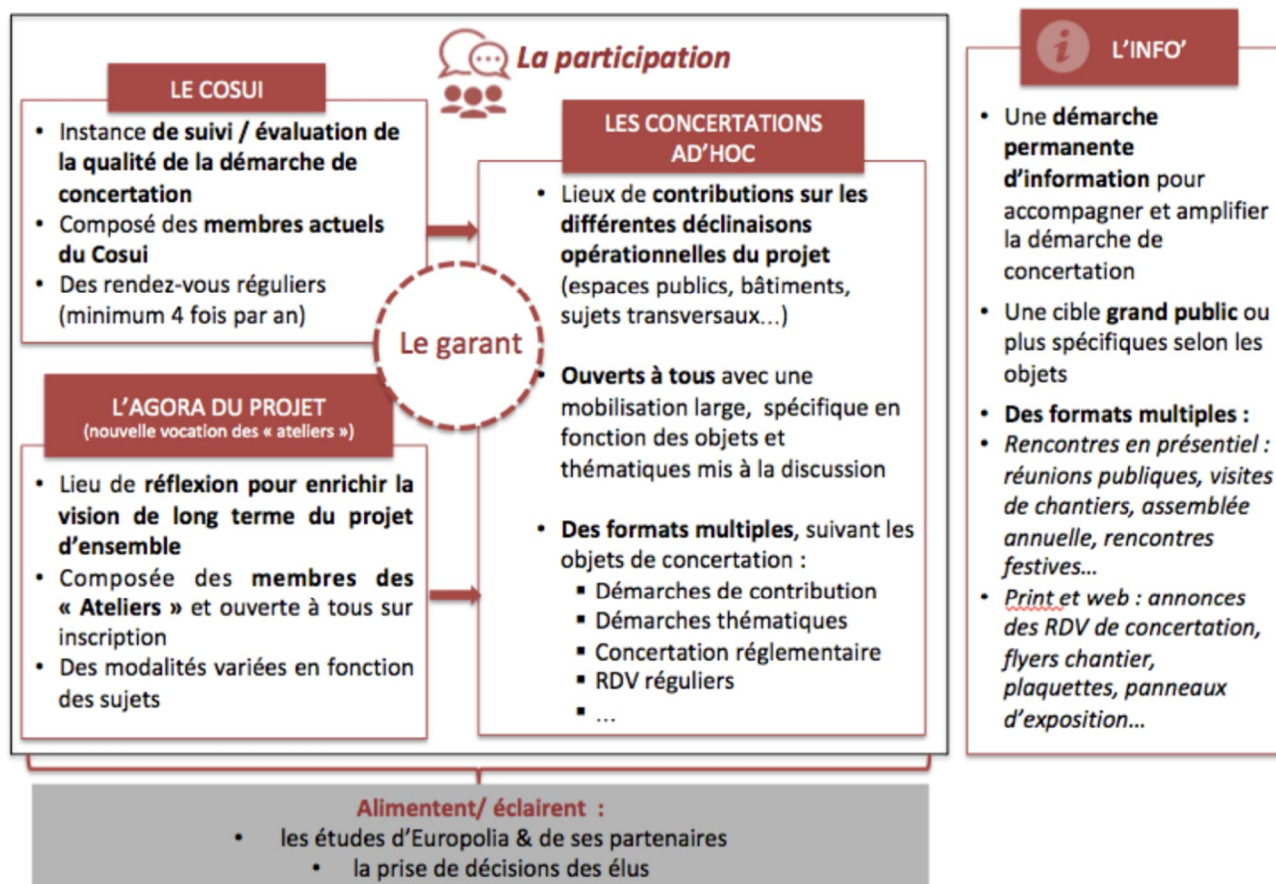 La participation
LE COSUI
• Instance de suivi / évaluation de
la qualité de la démarche de
concertation
• Composé des membres actuels
du Cosui
• Des rendez-vous réguliers
(minimum 4 fois par an)
Le garant
L'AGORA DU PROJET
(nouvelle vocation des « ateliers »)
• Lieu de réflexion pour enrichir la
vision de long terme du projet
d'ensemble
• Composée des membres des
« Ateliers » et ouverte à tous sur
inscription
• Des modalités variées en fonction
des sujets
LES CONCERTATIONS
AD'HOC
• Lieux de contributions sur les
différentes déclinaisons
opérationnelles du projet
(espaces publics, bâtiments,
sujets transversaux…)
• Ouverts à tous avec une
mobilisation large, spécifique en
fonction des objets et
thématiques mis à la discussion
• Des formats multiples, suivant les
objets de concertation :
▪ Démarches de contribution
▪ Démarches thématiques
▪ Concertation réglementaire
▪ RDV réguliers
▪ …
i
L'INFO'
• Une démarche
permanente
d'information pour
accompagner et amplifier
la démarche de
concertation
• Une cible grand public ou
plus spécifiques selon les
objets
• Des formats multiples :
• Rencontres en présentiel :
réunions publiques, visites
de chantiers, assemblée
annuelle, rencontres
festives…
• Print et web : annonces
des RDV de concertation,
flyers chantier,
plaquettes, panneaux
d'exposition…
Alimentent/ éclairent :
• les études d'Europolia & de ses partenaires
• la prise de décisions des élus